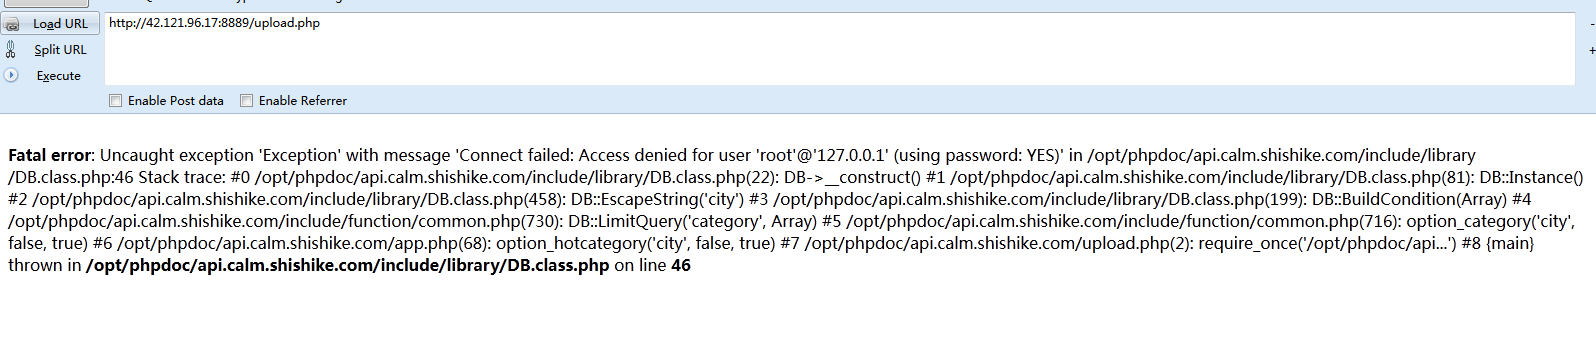 Load URL
http://42.121.96.17:8889/upload.php
-
Split URL
+
Execute
Enable Post data Enable Referrer
Fatal error: Uncaught exception 'Exception' with message 'Connect failed: Access denied for user 'root'@'127.0.0.1' (using password: YES)' in /opt/phpdoc/api.calm.shishike.com/include/library
/DB.class.php:46 Stack trace: #0 /opt/phpdoc/api.calm.shishike.com/include/library/DB.class.php(22): DB->__construct() #1 /opt/phpdoc/api.calm.shishike.com/include/library/DB.class.php(81): DB::Instance()
#2 /opt/phpdoc/api.calm.shishike.com/include/library/DB.class.php(458): DB::EscapeString('city') #3 /opt/phpdoc/api.calm.shishike.com/include/library/DB.class.php(199): DB::BuildCondition(Array) #4
/opt/phpdoc/api.calm.shishike.com/include/function/common.php(730): DB::LimitQuery('category', Array) #5 /opt/phpdoc/api.calm.shishike.com/include/function/common.php(716): option_category('city',
false, true) #6 /opt/phpdoc/api.calm.shishike.com/app.php(68): option_hotcategory('city', false, true) #7 /opt/phpdoc/api.calm.shishike.com/upload.php(2): require_once('/opt/phpdoc/api...') #8 {main}
thrown in /opt/phpdoc/api.calm.shishike.com/include/library/DB.class.php on line 46